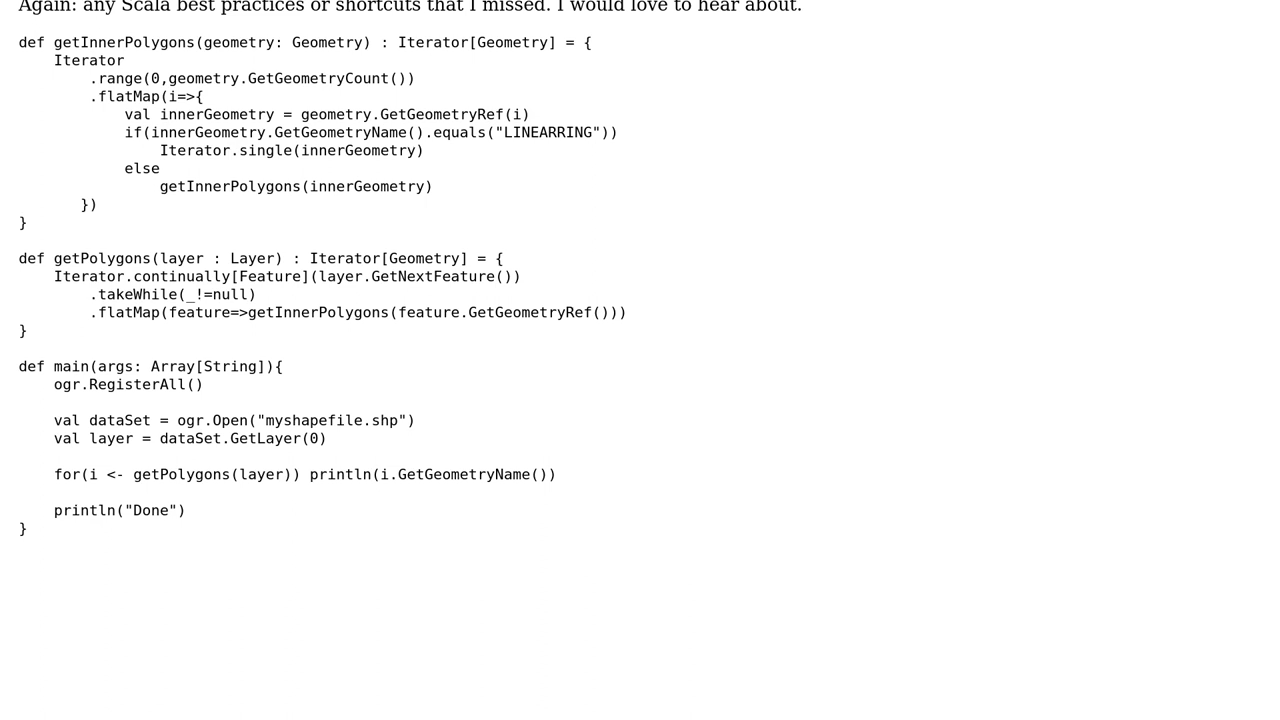 Again: any Scala best practices or shortcuts that I missed. I would love to hear about.
def getInnerPolygons(geometry: Geometry) : Iterator[Geometry] = {
    Iterator
        .range(0,geometry.GetGeometryCount())
        .flatMap(i=>{
            val innerGeometry = geometry.GetGeometryRef(i)
            if(innerGeometry.GetGeometryName().equals("LINEARRING"))
                Iterator.single(innerGeometry)
            else
                getInnerPolygons(innerGeometry)
       })
}
def getPolygons(layer : Layer) : Iterator[Geometry] = {
    Iterator.continually[Feature](layer.GetNextFeature())
        .takeWhile(_!=null)
        .flatMap(feature=>getInnerPolygons(feature.GetGeometryRef()))
}
def main(args: Array[String]){
    ogr.RegisterAll()
    val dataSet = ogr.Open("myshapefile.shp")
    val layer = dataSet.GetLayer(0)
    for(i <- getPolygons(layer)) println(i.GetGeometryName())
    println("Done")
}